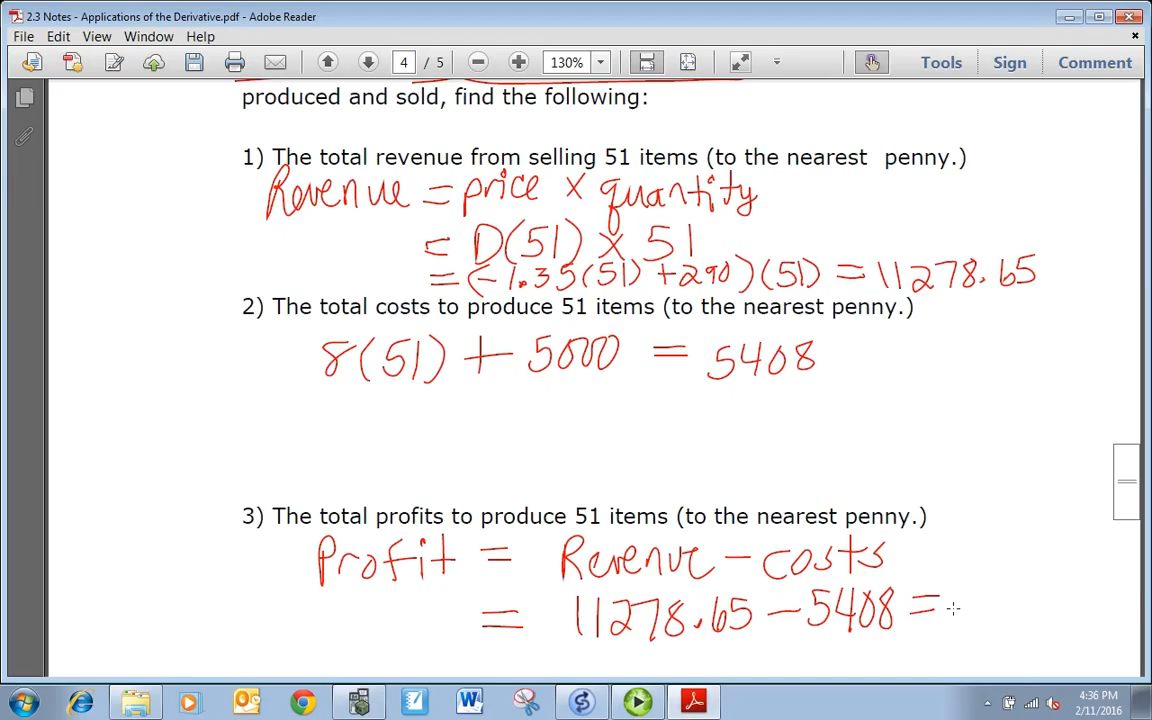 2.3 Notes - Applications of the Derivative.pdf - Adobe Reader
File Edit View Window Help
4 / 5 130% Tools Sign Comment
produced and sold, find the following:
1) The total revenue from selling 51 items (to the nearest penny.)
Revenue = price × quantity
= D(51) × 51
= (-1.35(51) + 290)(51) = 11278.65
2) The total costs to produce 51 items (to the nearest penny.)
8(51) + 5000 = 5408
3) The total profits to produce 51 items (to the nearest penny.)
Profit = Revenue - costs
= 11278.65 - 5408 =
4:36 PM
2/11/2016